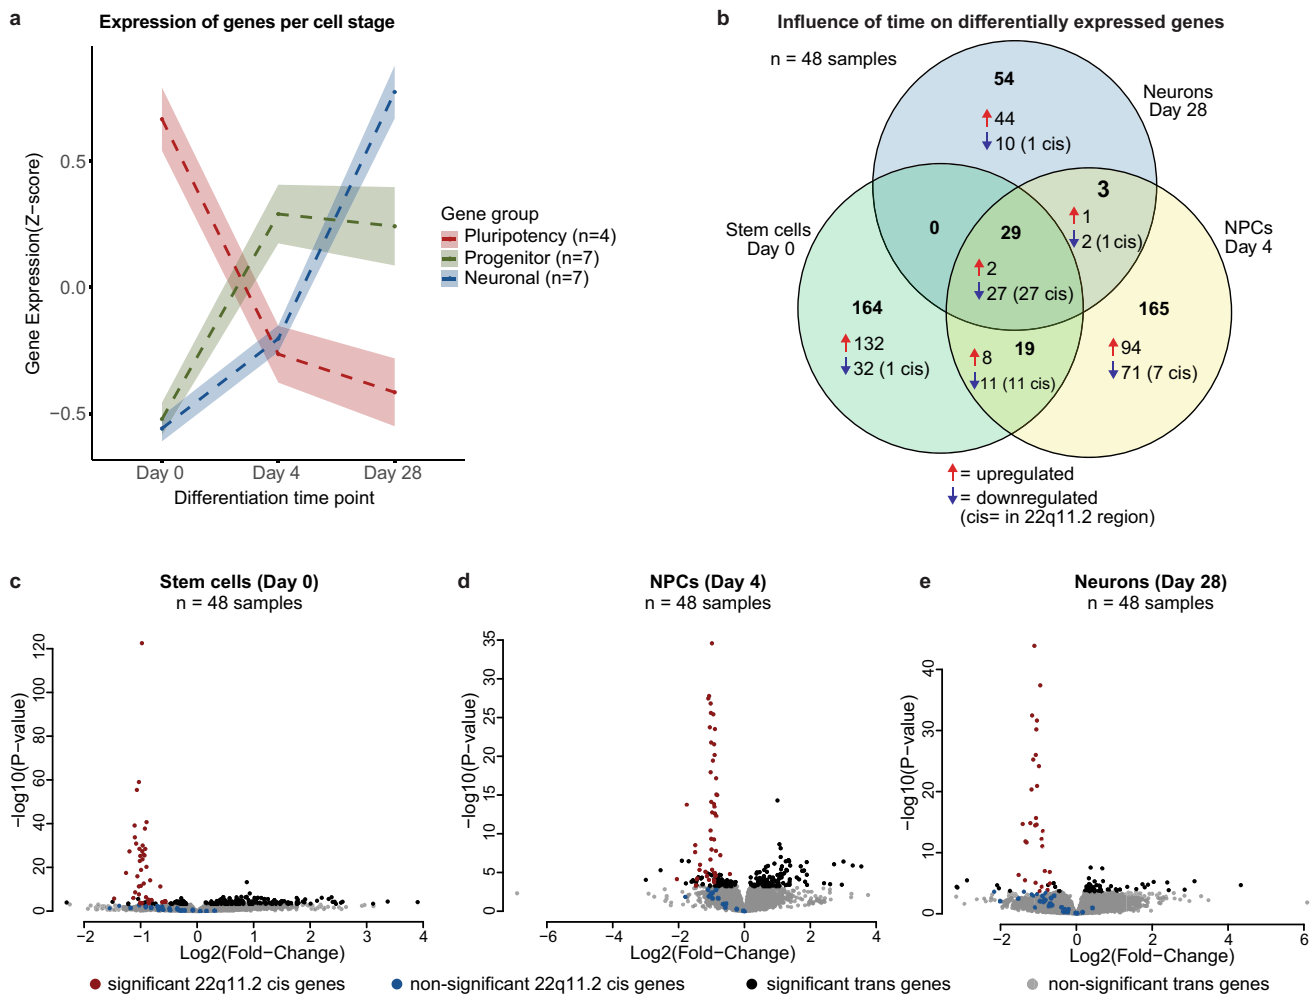 a
Expression of genes per cell stage
Gene Expression(Z−score)
0.5
0.0
−0.5
Day 0
Day 4
Day 28
Differentiation time point
Gene group
Pluripotency (n=4)
Progenitor (n=7)
Neuronal (n=7)
b
Influence of time on differentially expressed genes
n = 48 samples
Neurons
Day 28
54
44
10 (1 cis)
Stem cells
Day 0
NPCs
Day 4
0
29
2
27 (27 cis)
3
1
2 (1 cis)
164
132
32 (1 cis)
19
8
11 (11 cis)
165
94
71 (7 cis)
= upregulated
= downregulated
(cis= in 22q11.2 region)
c
Stem cells (Day 0)
n = 48 samples
−log10(P−value)
120
100
80
60
40
20
0
−2
−1
0
1
2
3
4
Log2(Fold−Change)
d
NPCs (Day 4)
n = 48 samples
−log10(P−value)
35
30
25
20
15
10
5
0
−6
−4
−2
0
2
4
Log2(Fold−Change)
e
Neurons (Day 28)
n = 48 samples
−log10(P−value)
40
30
20
10
0
−2
0
2
4
6
Log2(Fold−Change)
significant 22q11.2 cis genes
non-significant 22q11.2 cis genes
significant trans genes
non-significant trans genes